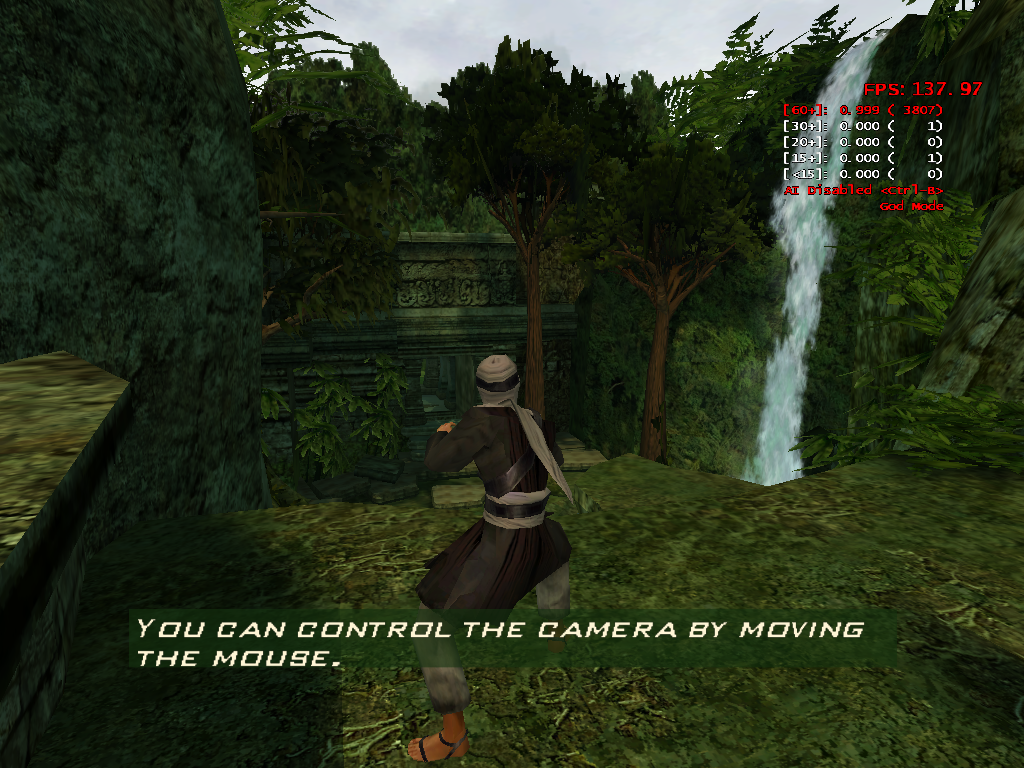 FPS: 137.97
[60+]: 0.999 ( 3807)
[30+]: 0.000 (    1)
[20+]: 0.000 (    0)
[15+]: 0.000 (    1)
[<15]: 0.000 (    0)
AI Disabled <Ctrl-B>
God Mode
YOU CAN CONTROL THE CAMERA BY MOVING
THE MOUSE.